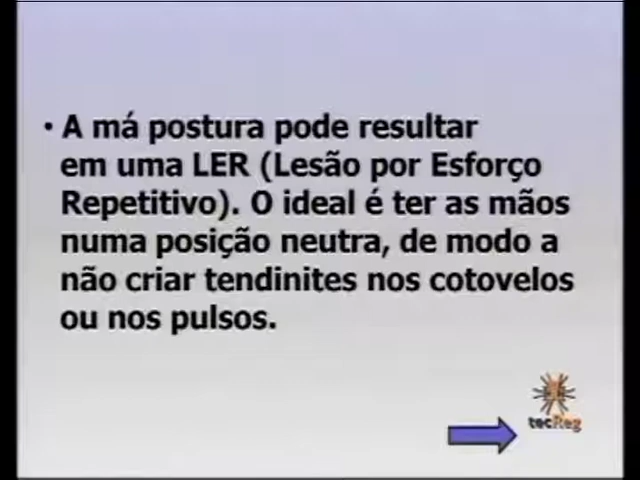 • A má postura pode resultar
em uma LER (Lesão por Esforço
Repetitivo). O ideal é ter as mãos
numa posição neutra, de modo a
não criar tendinites nos cotovelos
ou nos pulsos.
tecReg